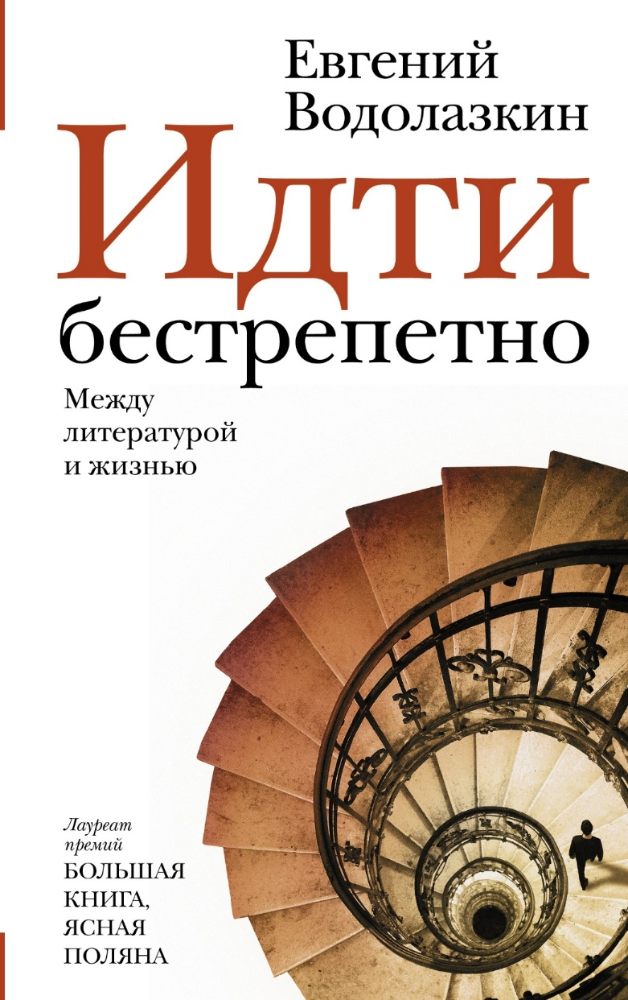 Евгений
Водолазкин
Идти
бестрепетно
Между
литературой
и жизнью
Лауреат
премий
БОЛЬШАЯ
КНИГА,
ЯСНАЯ
ПОЛЯНА